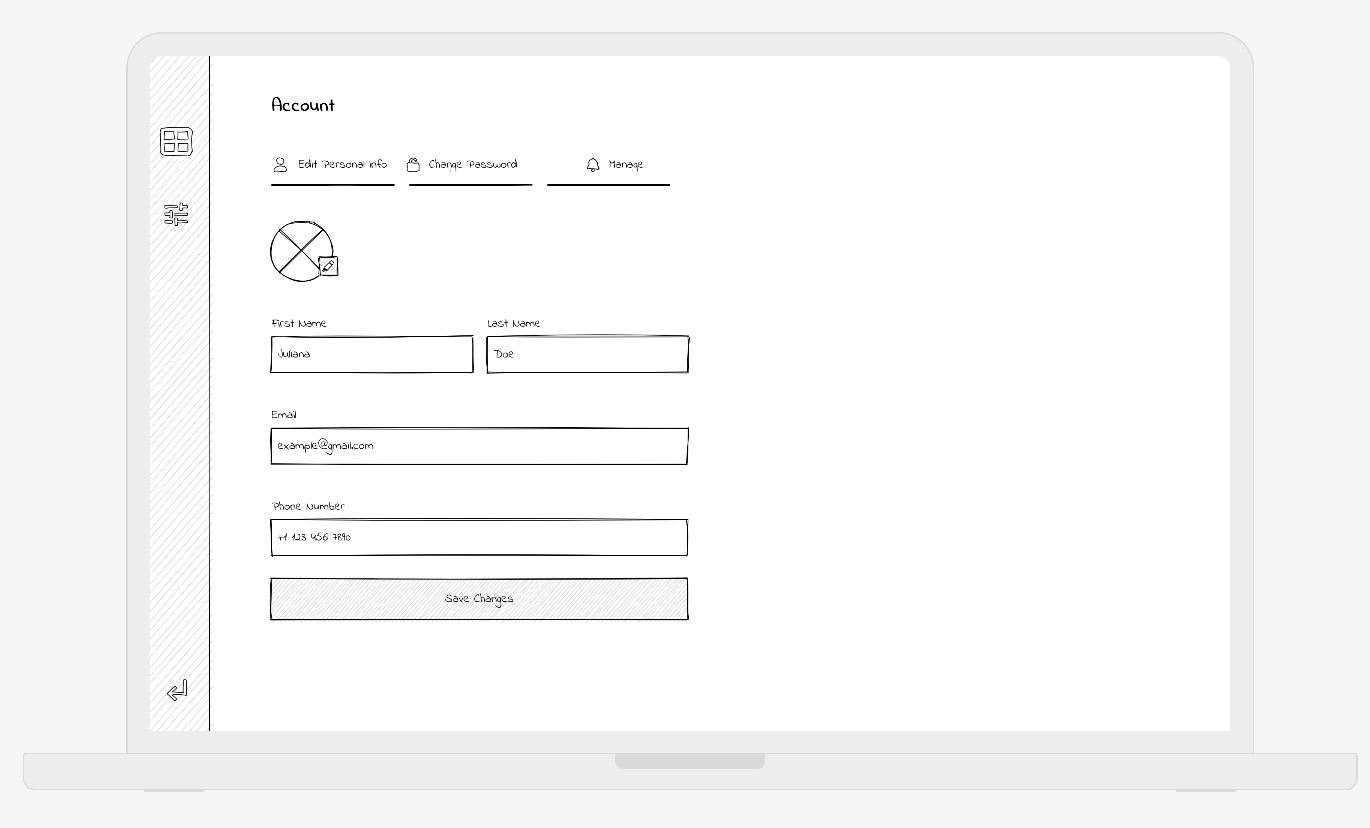 Account
Edit Personal Info Change Password Manage
First Name Last Name
Juliana Doe
Email
example@gmail.com
Phone Number
+1 123 456 7890
Save Changes